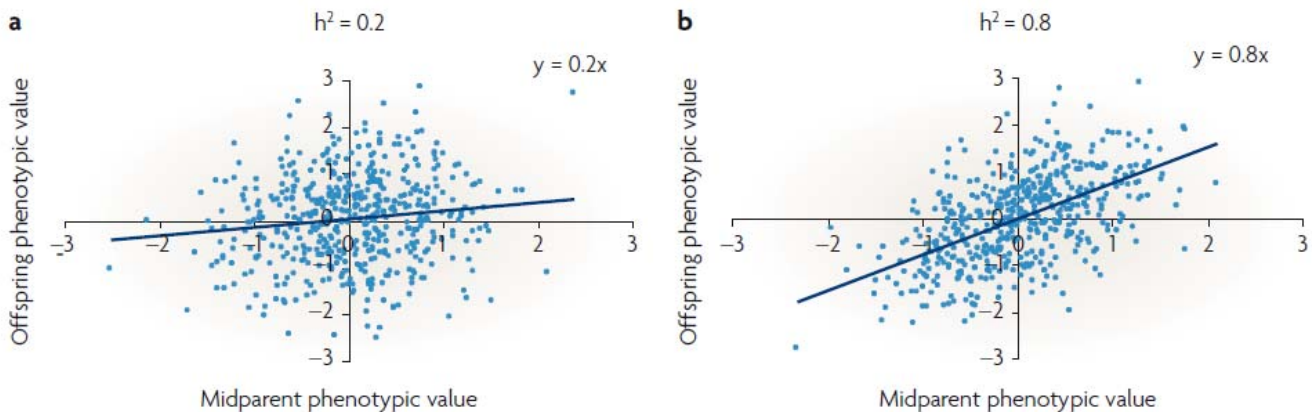 a
h² = 0.2
y = 0.2x
Offspring phenotypic value
3
2
1
0
–1
–2
–3
–3
–2
–1
0
1
2
3
Midparent phenotypic value
b
h² = 0.8
y = 0.8x
Offspring phenotypic value
3
2
1
0
–1
–2
–3
–3
–2
–1
0
1
2
3
Midparent phenotypic value